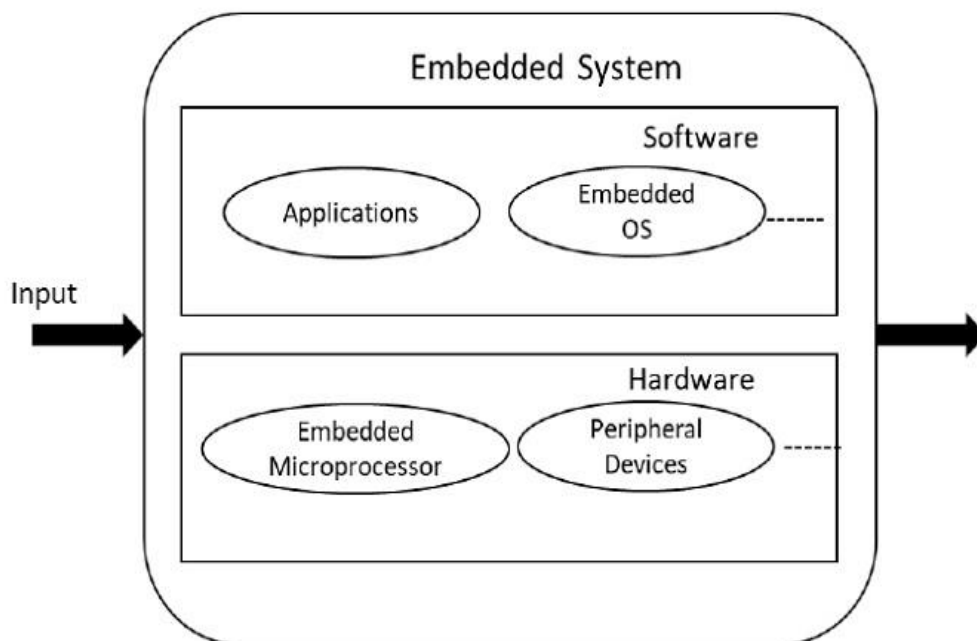 Embedded System
Software
Applications
Embedded
OS
Input
Hardware
Embedded
Microprocessor
Peripheral
Devices